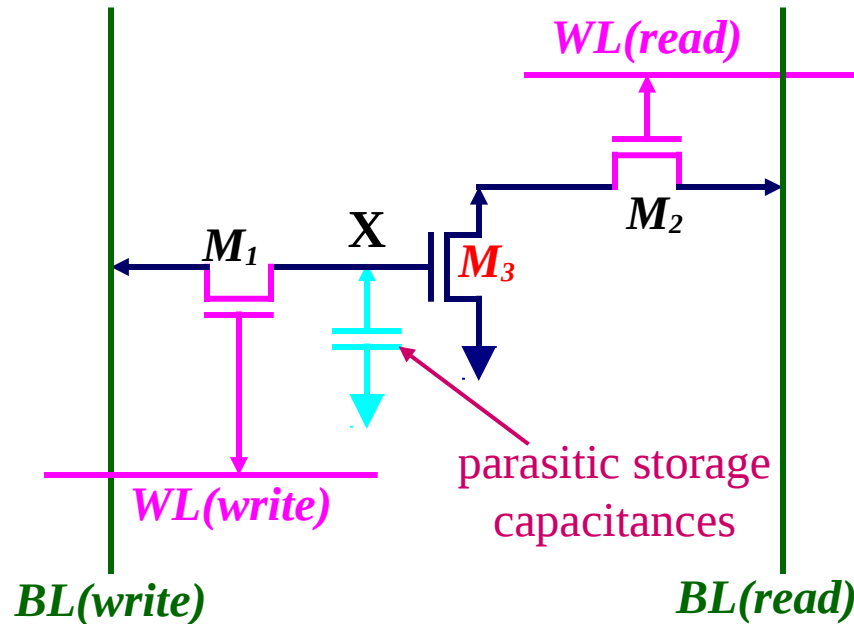 WL(read)
M₁
X
M₃
M₂
parasitic storage
capacitances
WL(write)
BL(write)
BL(read)